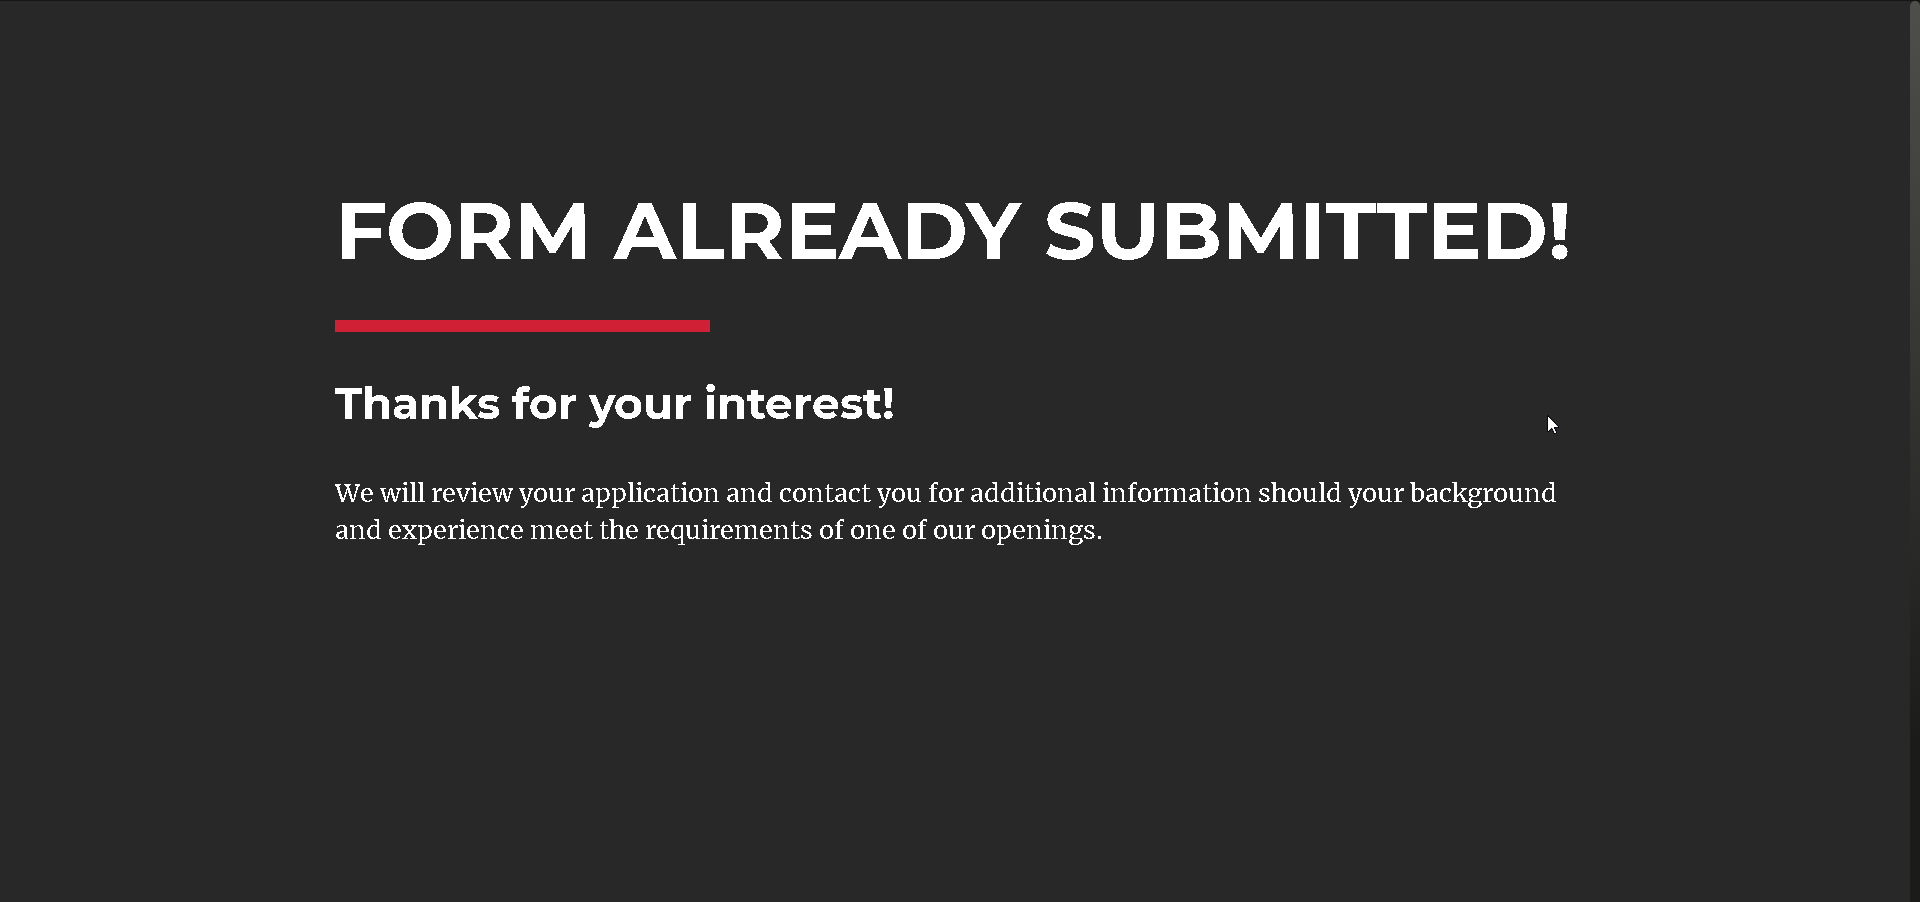 FORM ALREADY SUBMITTED!
Thanks for your interest!
We will review your application and contact you for additional information should your background
and experience meet the requirements of one of our openings.